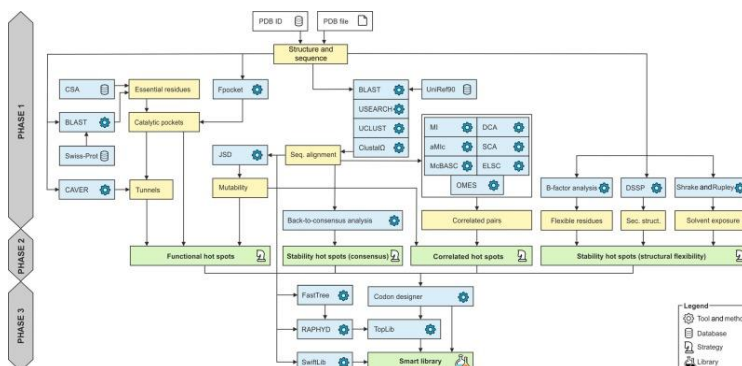 PDB ID
PDB file
Structure and
sequence
PHASE 1
CSA
Essential residues
Fpocket
BLAST
UniRef90
BLAST
Catalytic pockets
USEARCH
UCLUST
ClustalΩ
MI
DCA
aMIc
SCA
McBASC
ELSC
OMES
Swiss-Prot
JSD
Seq. alignment
CAVER
Tunnels
Mutability
B-factor analysis
DSSP
Shrake and Rupley
Back-to-consensus analysis
Correlated pairs
Flexible residues
Sec. struct.
Solvent exposure
PHASE 2
Functional hot spots
Stability hot spots (consensus)
Correlated hot spots
Stability hot spots (structural flexibility)
PHASE 3
FastTree
Codon designer
RAPHYD
TopLib
SwiftLib
Smart library
Legend
Tool and metho
Database
Strategy
Library